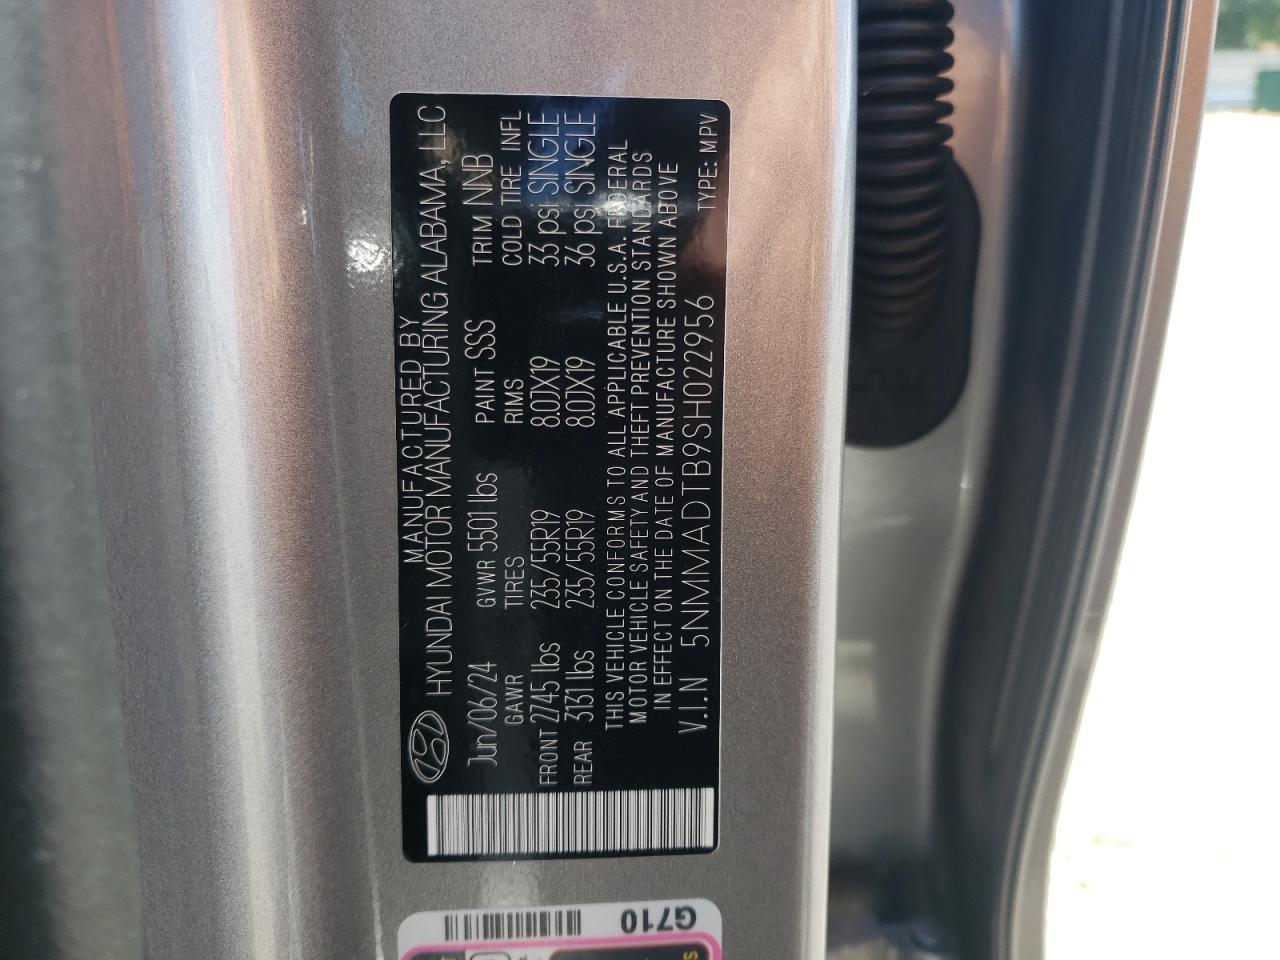 MANUFACTURED BY
HYUNDAI MOTOR MANUFACTURING ALABAMA, LLC
Jun/06/24 GVWR 5501 lbs PAINT SSS TRIM NNB
GAWR TIRES RIMS COLD TIRE INFL
FRONT 2745 lbs 235/55R19 8.0JX19 33 psi SINGLE
REAR 3131 lbs 235/55R19 8.0JX19 36 psi SINGLE
THIS VEHICLE CONFORMS TO ALL APPLICABLE U.S.A. FEDERAL
MOTOR VEHICLE SAFETY AND THEFT PREVENTION STANDARDS
IN EFFECT ON THE DATE OF MANUFACTURE SHOWN ABOVE
V.I.N 5NMMADTB9SH022956 TYPE: MPV
G710